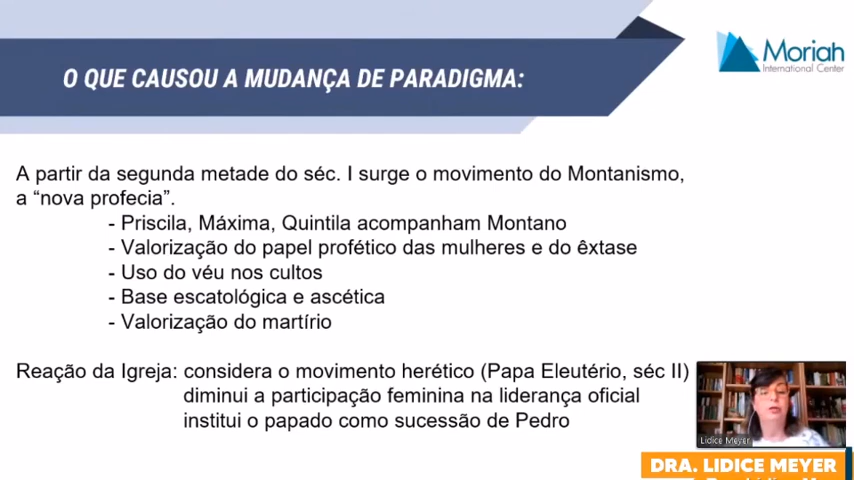 O QUE CAUSOU A MUDANÇA DE PARADIGMA:
Moriah
International Center
A partir da segunda metade do séc. I surge o movimento do Montanismo,
a “nova profecia”.
- Priscila, Máxima, Quintila acompanham Montano
- Valorização do papel profético das mulheres e do êxtase
- Uso do véu nos cultos
- Base escatológica e ascética
- Valorização do martírio
Reação da Igreja: considera o movimento herético (Papa Eleutério, séc II)
diminui a participação feminina na liderança oficial
institui o papado como sucessão de Pedro
Lidice Meyer
DRA. LIDICE MEYER